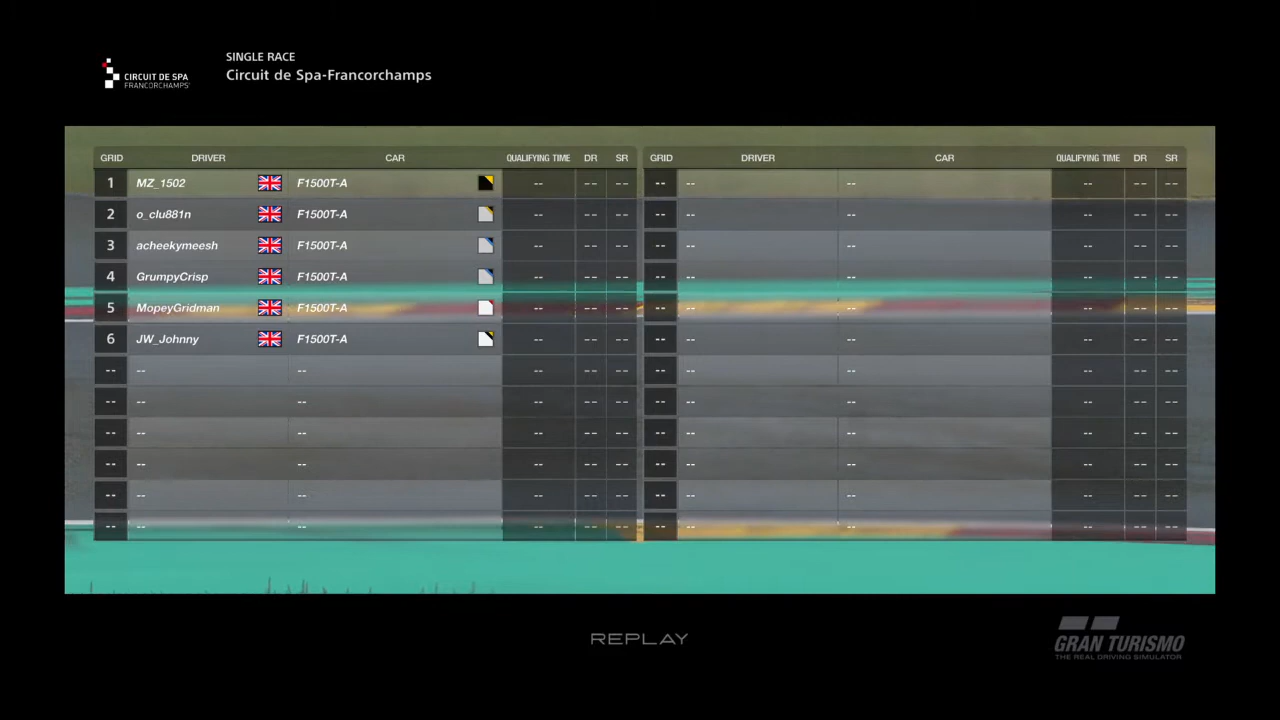 CIRCUIT DE SPA
FRANCORCHAMPS
SINGLE RACE
Circuit de Spa-Francorchamps
GRID DRIVER CAR QUALIFYING TIME DR SR GRID DRIVER CAR QUALIFYING TIME DR SR
1 MZ_1502 F1500T-A -- -- -- -- -- -- -- -- --
2 o_clu881n F1500T-A -- -- -- -- -- -- -- -- --
3 acheekymeesh F1500T-A -- -- -- -- -- -- -- -- --
4 GrumpyCrisp F1500T-A -- -- -- -- -- -- -- -- --
5 MopeyGridman F1500T-A -- -- -- -- -- -- -- -- --
6 JW_Johnny F1500T-A -- -- -- -- -- -- -- -- --
-- -- -- -- -- -- -- -- -- -- -- --
-- -- -- -- -- -- -- -- -- -- -- --
-- -- -- -- -- -- -- -- -- -- -- --
-- -- -- -- -- -- -- -- -- -- -- --
-- -- -- -- -- -- -- -- -- -- -- --
-- -- -- -- -- -- -- -- -- -- -- --
REPLAY
GRAN TURISMO
THE REAL DRIVING SIMULATOR